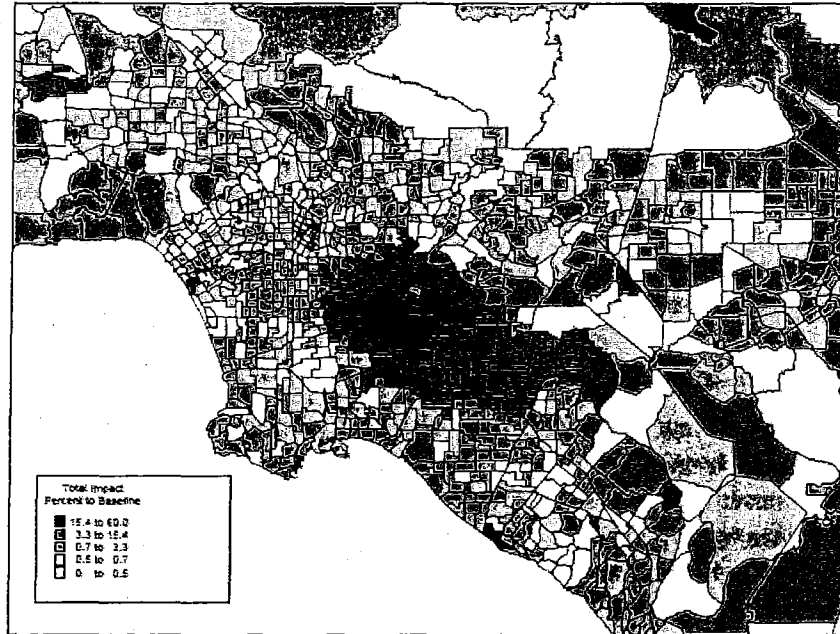 Total Impact
Percent to Baseline
15.4 to 60.0
3.3 to 15.4
0.7 to 3.3
0.5 to 0.7
0 to 0.5